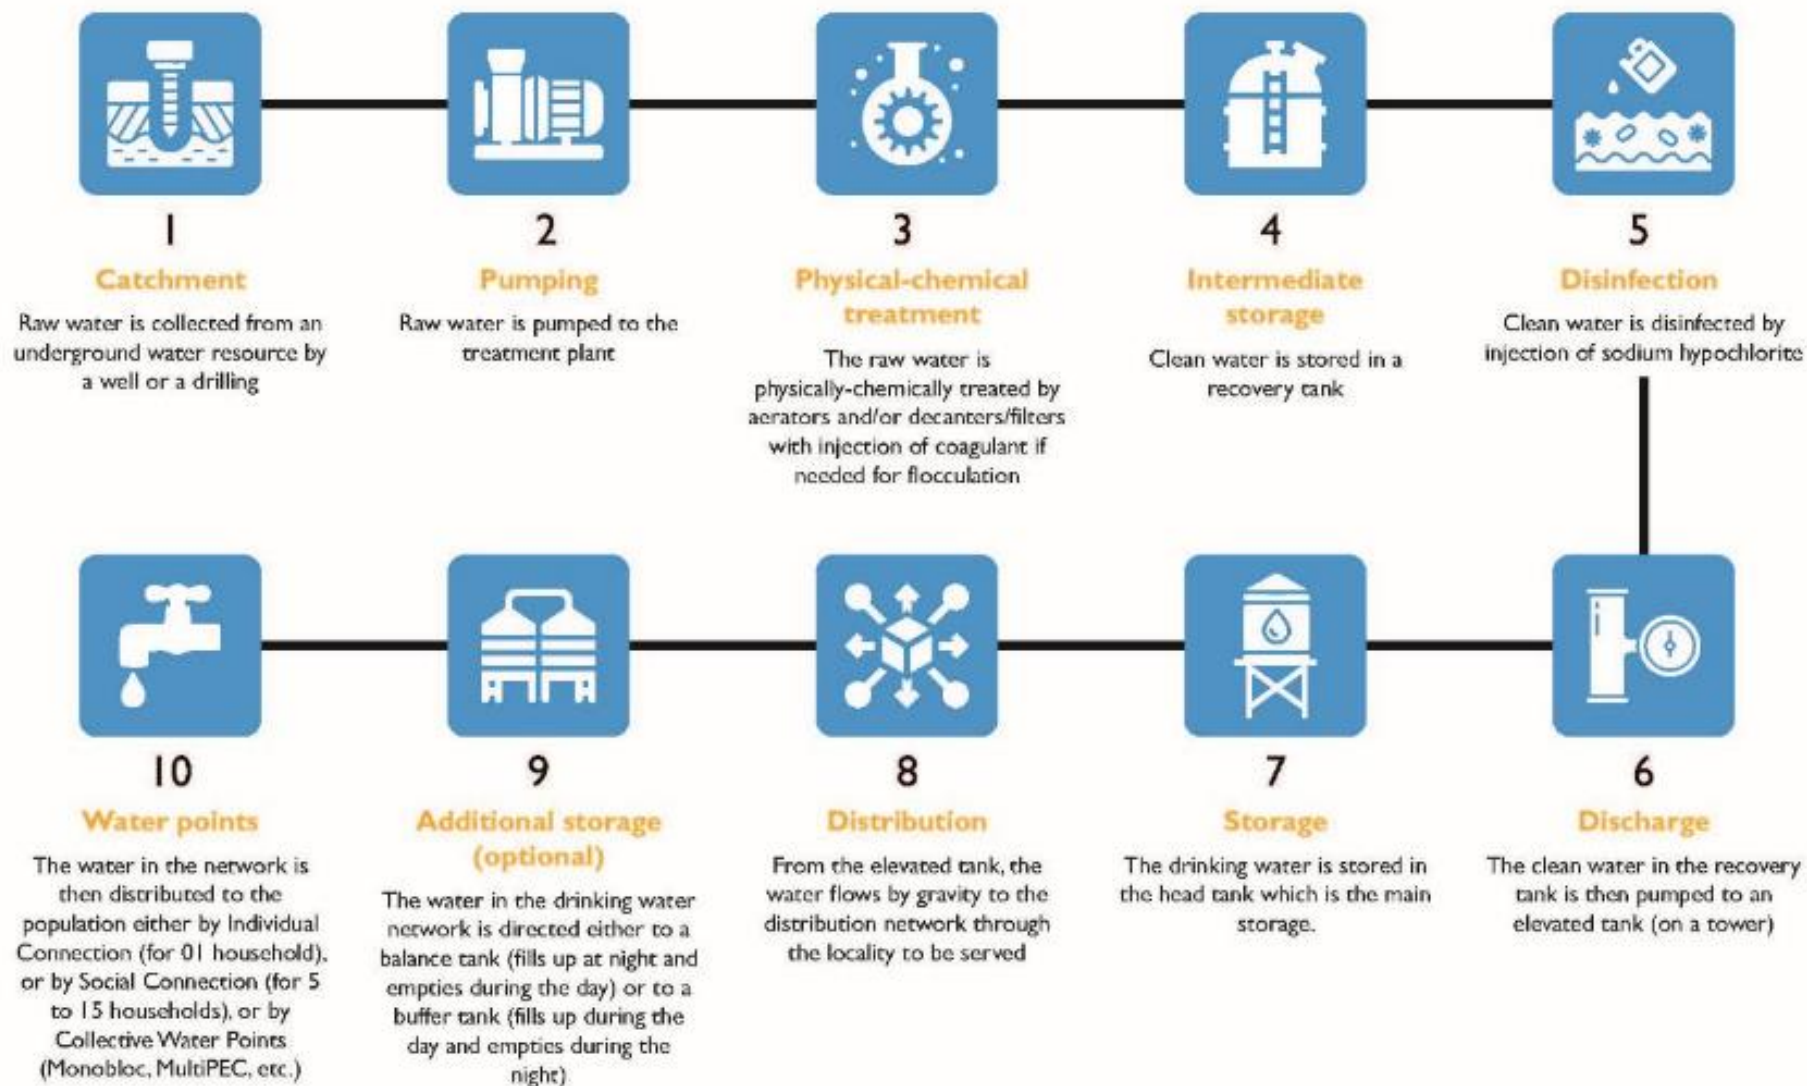 1
Catchment
Raw water is collected from an
underground water resource by
a well or a drilling
2
Pumping
Raw water is pumped to the
treatment plant
3
Physical-chemical
treatment
The raw water is
physically-chemically treated by
aerators and/or decanters/filters
with injection of coagulant if
needed for flocculation
4
Intermediate
storage
Clean water is stored in a
recovery tank
5
Disinfection
Clean water is disinfected by
injection of sodium hypochlorite
6
Discharge
The clean water in the recovery
tank is then pumped to an
elevated tank (on a tower)
7
Storage
The drinking water is stored in
the head tank which is the main
storage.
8
Distribution
From the elevated tank, the
water flows by gravity to the
distribution network through
the locality to be served
9
Additional storage
(optional)
The water in the drinking water
network is directed either to a
balance tank (fills up at night and
empties during the day) or to a
buffer tank (fills up during the
day and empties during the
night)
10
Water points
The water in the network is
then distributed to the
population either by Individual
Connection (for 01 household),
or by Social Connection (for 5
to 15 households), or by
Collective Water Points
(Monobloc, MultiPEC, etc.)